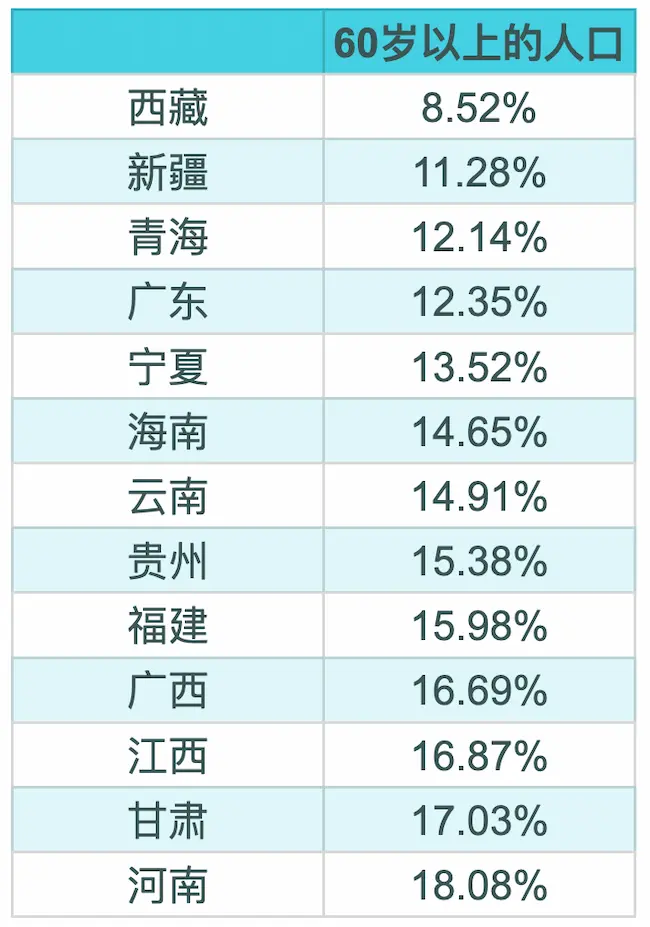 60岁以上的人口
西藏 8.52%
新疆 11.28%
青海 12.14%
广东 12.35%
宁夏 13.52%
海南 14.65%
云南 14.91%
贵州 15.38%
福建 15.98%
广西 16.69%
江西 16.87%
甘肃 17.03%
河南 18.08%